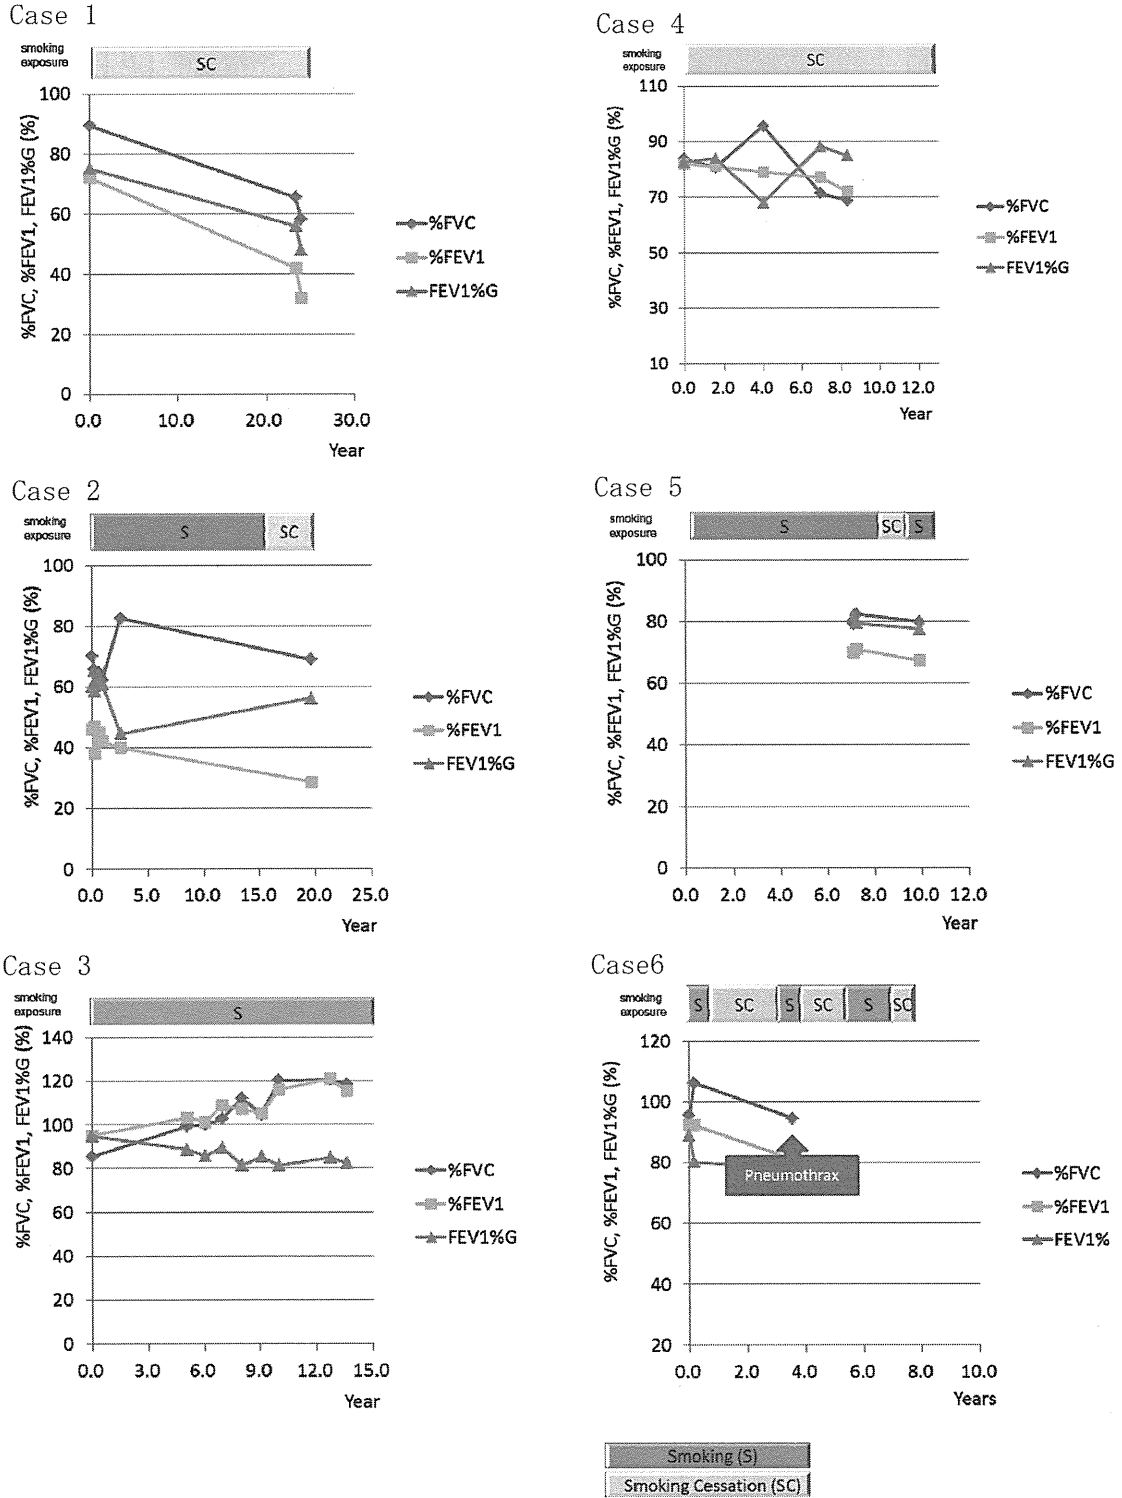 Case 1
smoking
exposure
SC
%FVC, %FEV1, FEV1%G (%)
100
80
60
40
20
0
0.0 10.0 20.0 30.0
Year
%FVC
%FEV1
FEV1%G
Case 4
smoking
exposure
SC
%FVC, %FEV1, FEV1%G (%)
110
90
70
50
30
10
0.0 2.0 4.0 6.0 8.0 10.0 12.0
Year
%FVC
%FEV1
FEV1%G
Case 2
smoking
exposure
S SC
%FVC, %FEV1, FEV1%G (%)
100
80
60
40
20
0
0.0 5.0 10.0 15.0 20.0 25.0
Year
%FVC
%FEV1
FEV1%G
Case 5
smoking
exposure
S SC S
%FVC, %FEV1, FEV1%G (%)
100
80
60
40
20
0
0.0 2.0 4.0 6.0 8.0 10.0 12.0
Year
%FVC
%FEV1
FEV1%G
Case 3
smoking
exposure
S
%FVC, %FEV1, FEV1%G (%)
140
120
100
80
60
40
20
0
0.0 3.0 6.0 9.0 12.0 15.0
Year
%FVC
%FEV1
FEV1%G
Case6
smoking
exposure
S SC S SC S SC
%FVC, %FEV1, FEV1%G (%)
120
100
80
60
40
20
Pneumothrax
0.0 2.0 4.0 6.0 8.0 10.0
Years
%FVC
%FEV1
FEV1%
Smoking (S)
Smoking Cessation (SC)